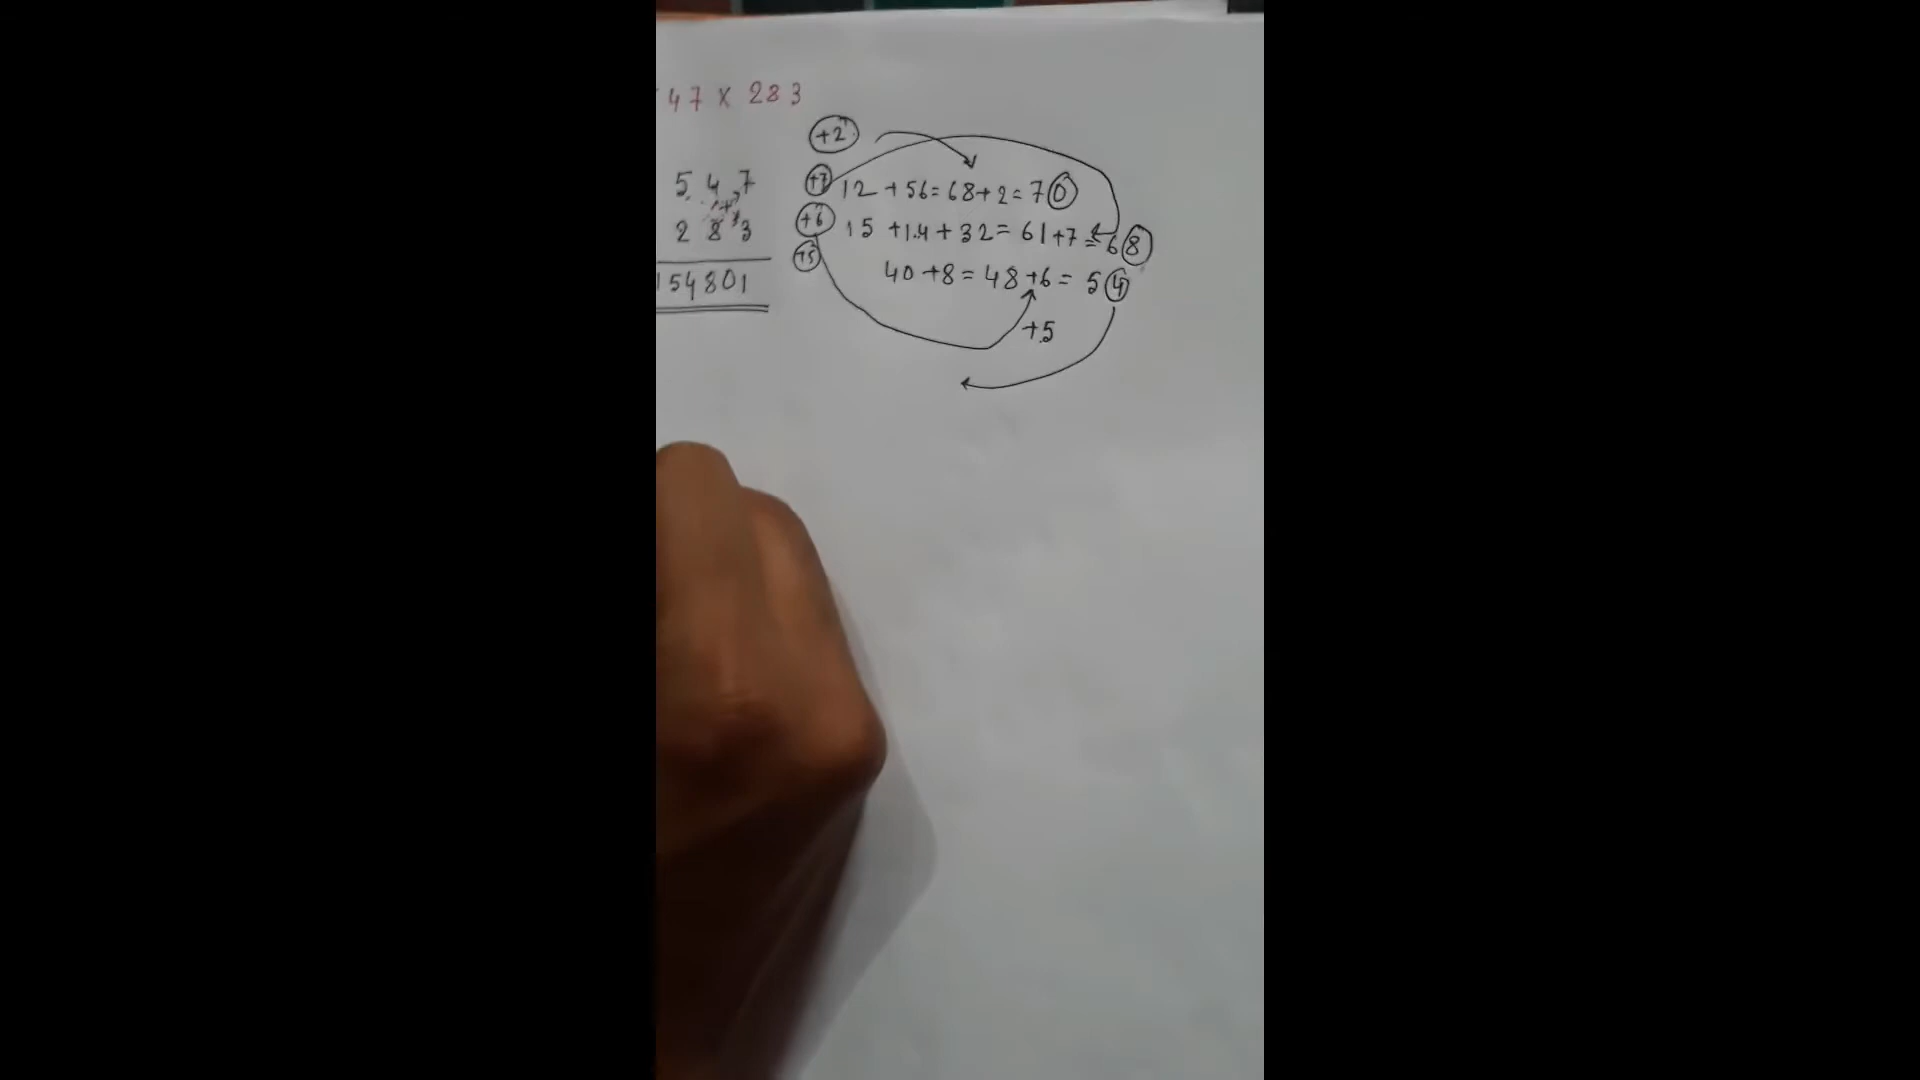 47 × 283
5 4 7
2 8 3
154801
+2
+7
+6
+5
12 + 56 = 68 + 2 = 70
15 + 14 + 32 = 61 + 7 = 68
40 + 8 = 48 + 6 = 54
+5